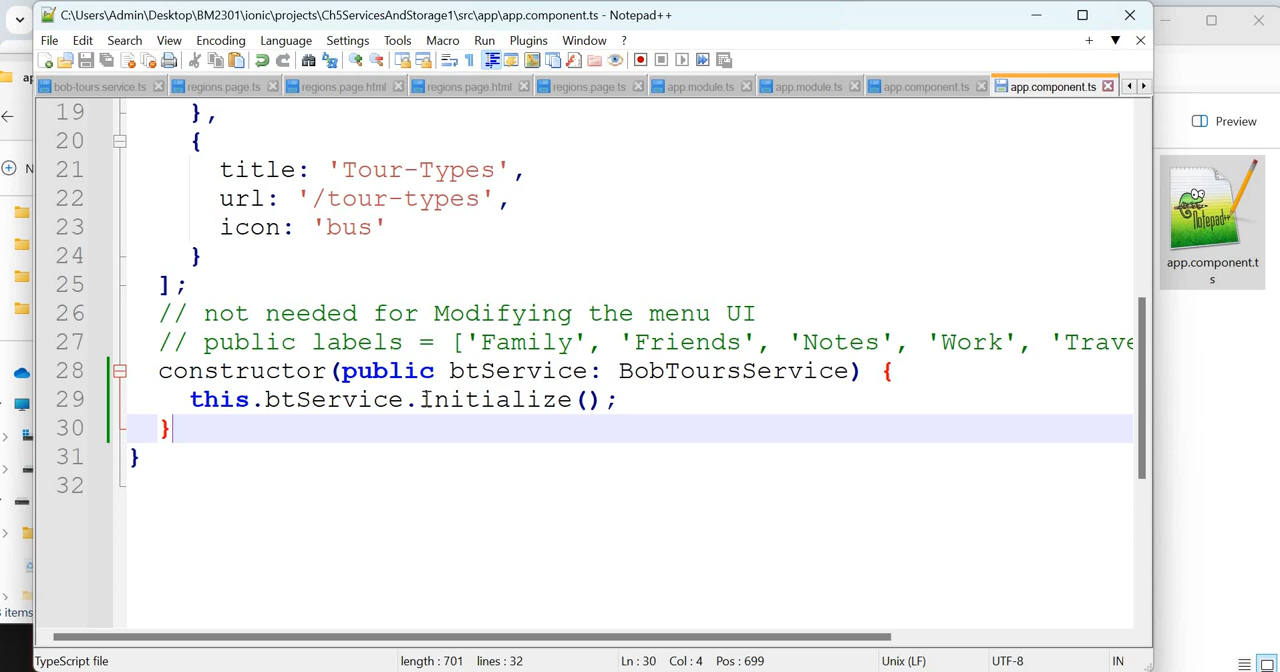 C:\Users\Admin\Desktop\BM2301\ionic\projects\Ch5ServicesAndStorage1\src\app\app.component.ts - Notepad++
File Edit Search View Encoding Language Settings Tools Macro Run Plugins Window ?
bob-tours.service.ts regions.page.ts regions.page.html regions.page.html regions.page.ts app.module.ts app.module.ts app.component.ts app.component.ts
19 },
20 {
21 title: 'Tour-Types',
22 url: '/tour-types',
23 icon: 'bus'
24 }
25 ];
26 // not needed for Modifying the menu UI
27 // public labels = ['Family', 'Friends', 'Notes', 'Work', 'Trave
28 constructor(public btService: BobToursService) {
29 this.btService.Initialize();
30 }
31 }
32
TypeScript file length : 701 lines : 32 Ln : 30 Col : 4 Pos : 699 Unix (LF) UTF-8 IN
Preview
app.component.t
s
items